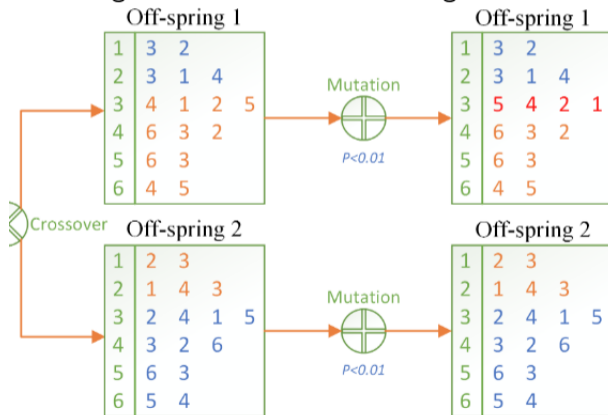 Off-spring 1
1 3 2
2 3 1 4
3 4 1 2 5
4 6 3 2
5 6 3
6 4 5
Mutation
P<0.01
Off-spring 1
1 3 2
2 3 1 4
3 5 4 2 1
4 6 3 2
5 6 3
6 4 5
Crossover
Off-spring 2
1 2 3
2 1 4 3
3 2 4 1 5
4 3 2 6
5 6 3
6 5 4
Mutation
P<0.01
Off-spring 2
1 2 3
2 1 4 3
3 2 4 1 5
4 3 2 6
5 6 3
6 5 4